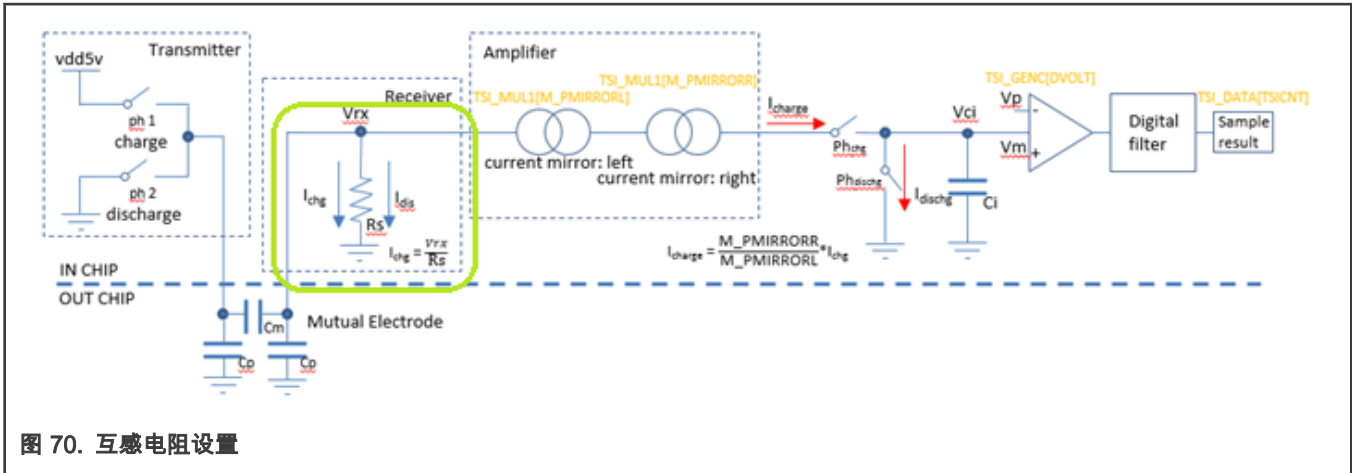 Transmitter
vdd5v
ph 1
charge
ph 2
discharge
Receiver
Vrx
Ichg
Idis
Rs
Ichg = Vrx/Rs
Amplifier
TSI_MUL1[M_PMIRRORL]
TSI_MUL1[M_PMIRRORR]
current mirror: left
current mirror: right
Icharge
Phchg
Phdischg
Idischg
Icharge = M_PMIRRORR/M_PMIRRORL*Ichg
Vci
Ci
TSI_GENC[DVOLT]
Vp
-
Vm
+
Digital
filter
TSI_DATA[TSICNT]
Sample
result
IN CHIP
OUT CHIP
Cm
Mutual Electrode
Cp
Cp
图 70. 互感电阻设置